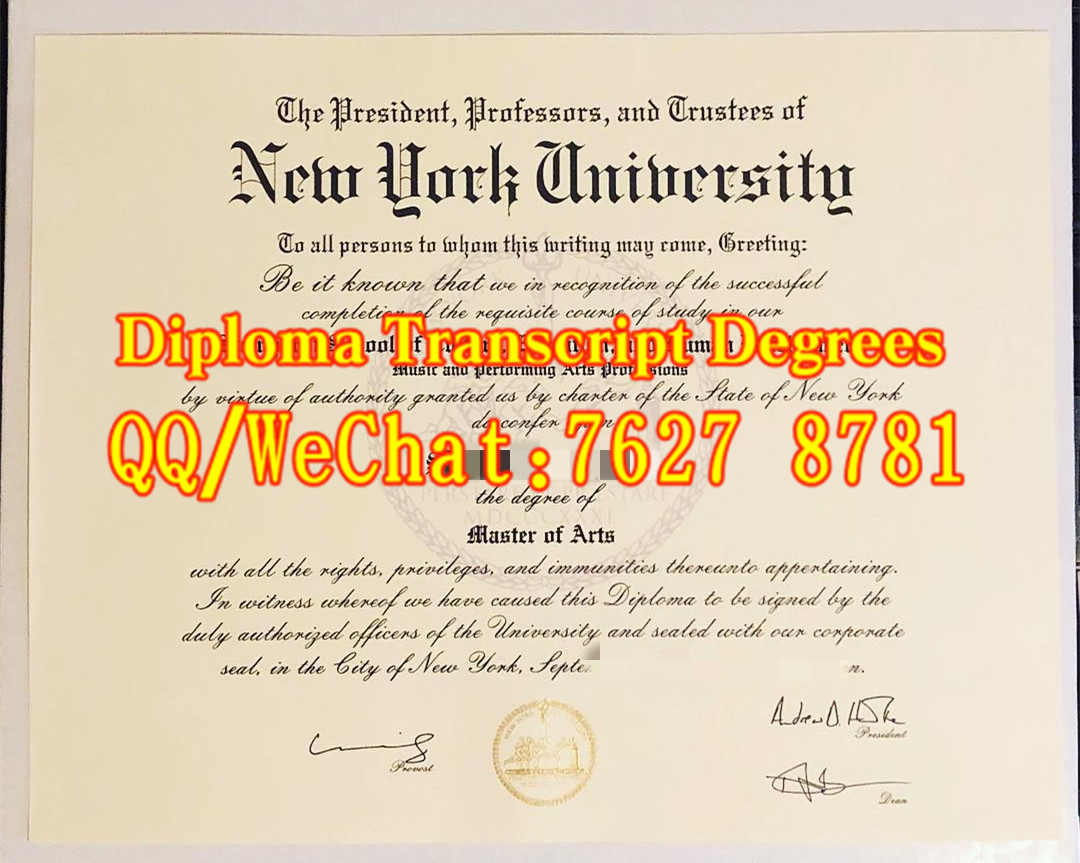 The President, Professors, and Trustees of
New York University
To all persons to whom this writing may come, Greeting:
Be it known that we in recognition of the successful
completion of the requisite course of study in our
Diploma Transcript Degrees
Music and Performing Arts Professions
by virtue of authority granted us by charter of the State of New York
do confer
QQ/WeChat:7627 8781
the degree of
MDCCCXXXI
Master of Arts
with all the rights, privileges, and immunities thereunto appertaining.
In witness whereof we have caused this Diploma to be signed by the
duly authorized officers of the University and sealed with our corporate
seal, in the City of New York, Septe
n.
President
Provost
Dean